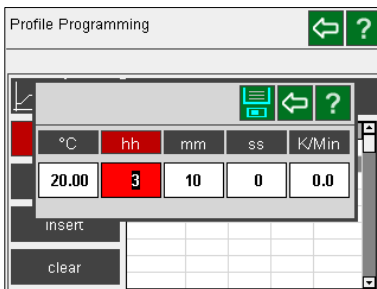 Profile Programming
?
?
°C hh mm ss K/Min
20.00 3 10 0 0.0
insert
clear